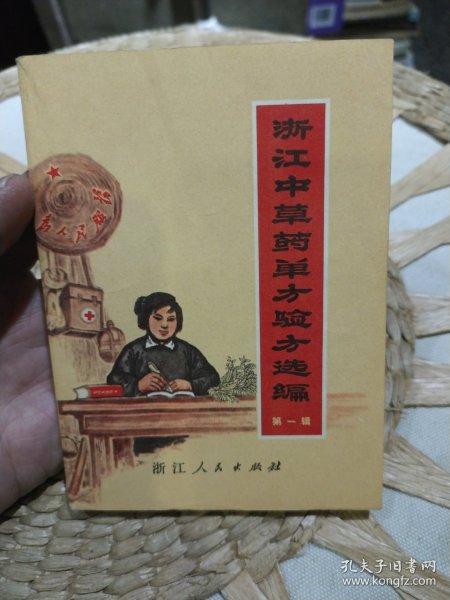 浙江中草药单方验方选编
第一辑
为人民服务
浙江人民出版社
孔夫子旧书网
www.kongfz.com